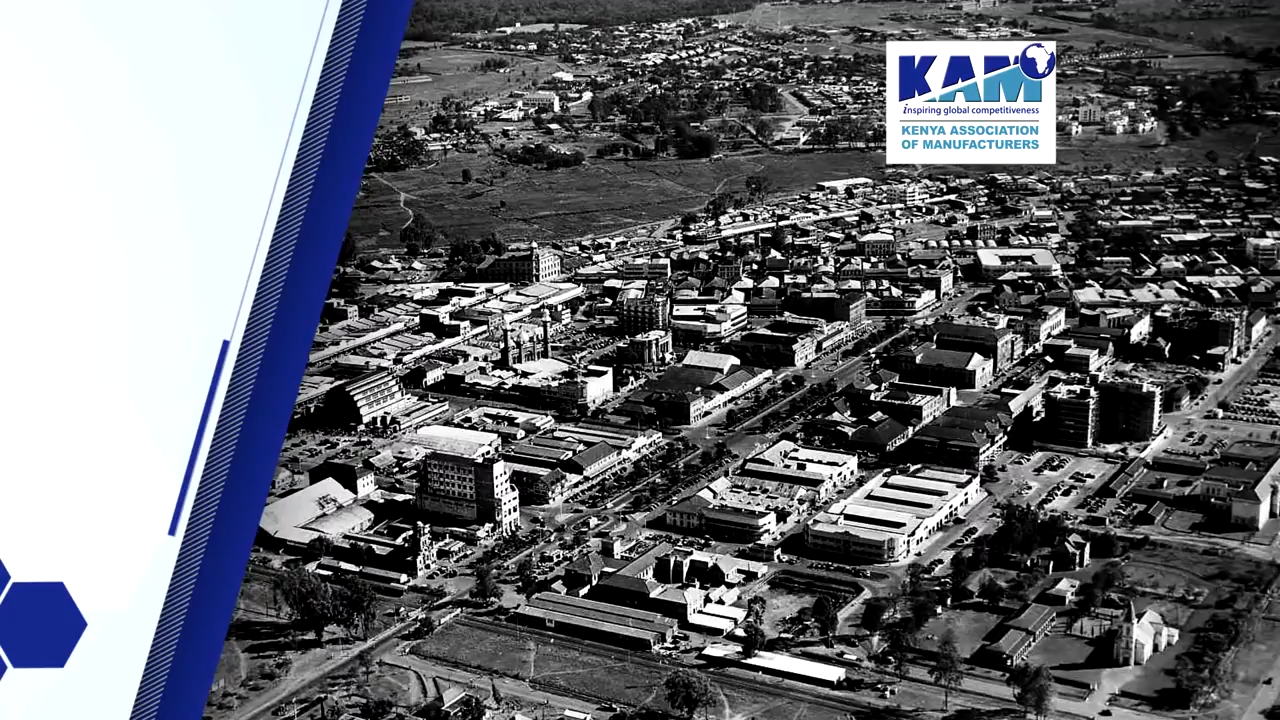 KAM
inspiring global competitiveness
KENYA ASSOCIATION
OF MANUFACTURERS